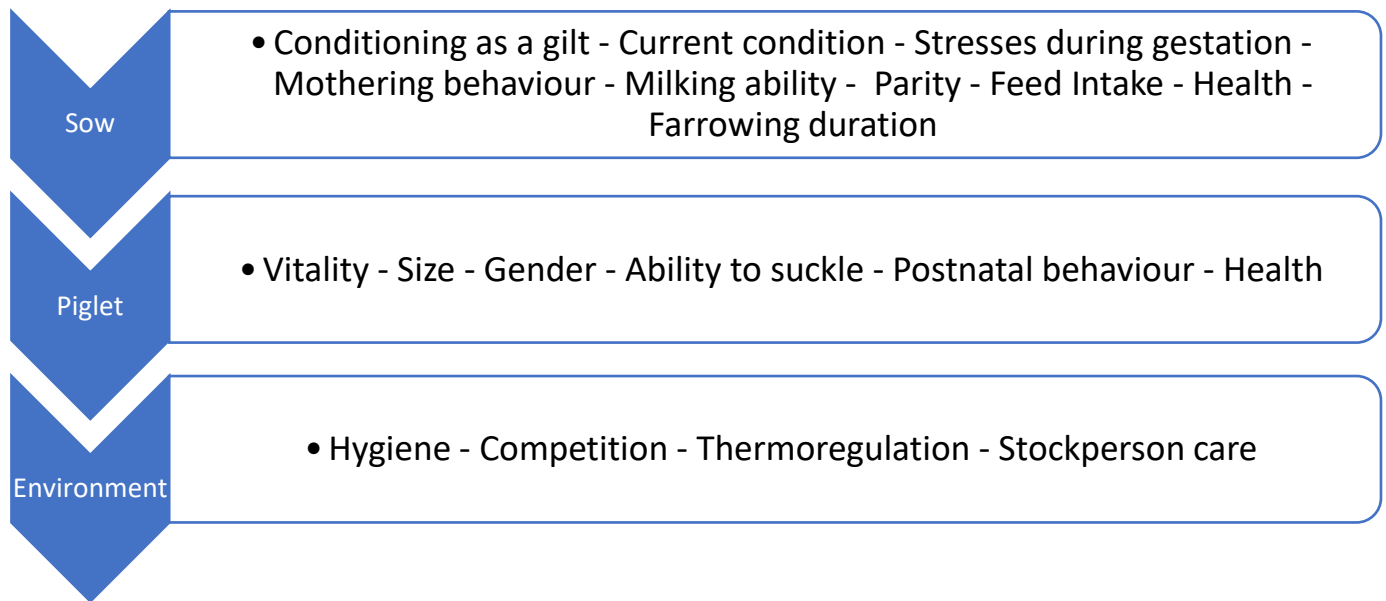 Sow
• Conditioning as a gilt - Current condition - Stresses during gestation -
Mothering behaviour - Milking ability -  Parity - Feed Intake - Health -
Farrowing duration
Piglet
• Vitality - Size - Gender - Ability to suckle - Postnatal behaviour - Health
Environment
• Hygiene - Competition - Thermoregulation - Stockperson care